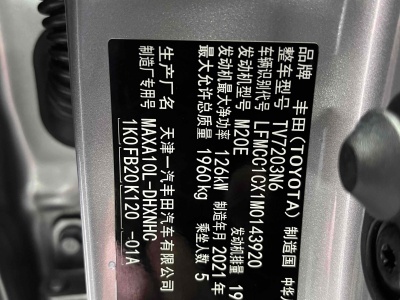 品牌 丰田(TOYOTA) 制造国 中华
整车型号 TV7203M6
车辆识别代号 LFMCC1CX1M0143920
发动机型号 M20E 发动机排量 19
发动机最大净功率 126kW 制造年月 2021年
最大允许总质量 1960kg 乘坐人数 5
生产厂名 天津一汽丰田汽车有限公司
制造厂专用号 MAXA10L-DHXNHC
1K0FB20K120 -01A